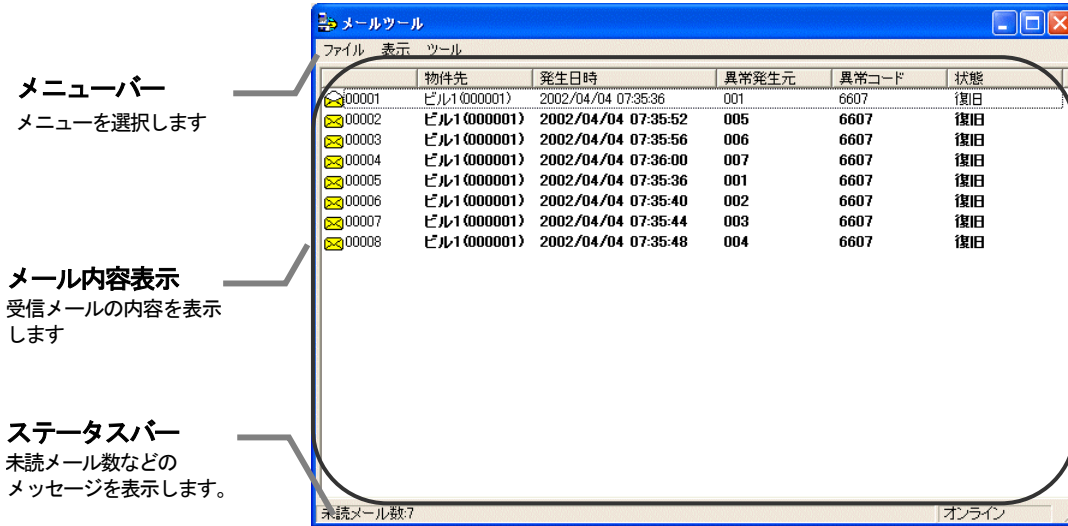 メールツール
ファイル 表示 ツール
メニューバー
メニューを選択します
物件先 発生日時 異常発生元 異常コード 状態
00001 ビル1(000001) 2002/04/04 07:35:36 001 6607 復旧
00002 ビル1(000001) 2002/04/04 07:35:52 005 6607 復旧
00003 ビル1(000001) 2002/04/04 07:35:56 006 6607 復旧
00004 ビル1(000001) 2002/04/04 07:36:00 007 6607 復旧
00005 ビル1(000001) 2002/04/04 07:35:36 001 6607 復旧
00006 ビル1(000001) 2002/04/04 07:35:40 002 6607 復旧
00007 ビル1(000001) 2002/04/04 07:35:44 003 6607 復旧
00008 ビル1(000001) 2002/04/04 07:35:48 004 6607 復旧
メール内容表示
受信メールの内容を表示
します
ステータスバー
未読メール数などの
メッセージを表示します。
未読メール数:7 オンライン